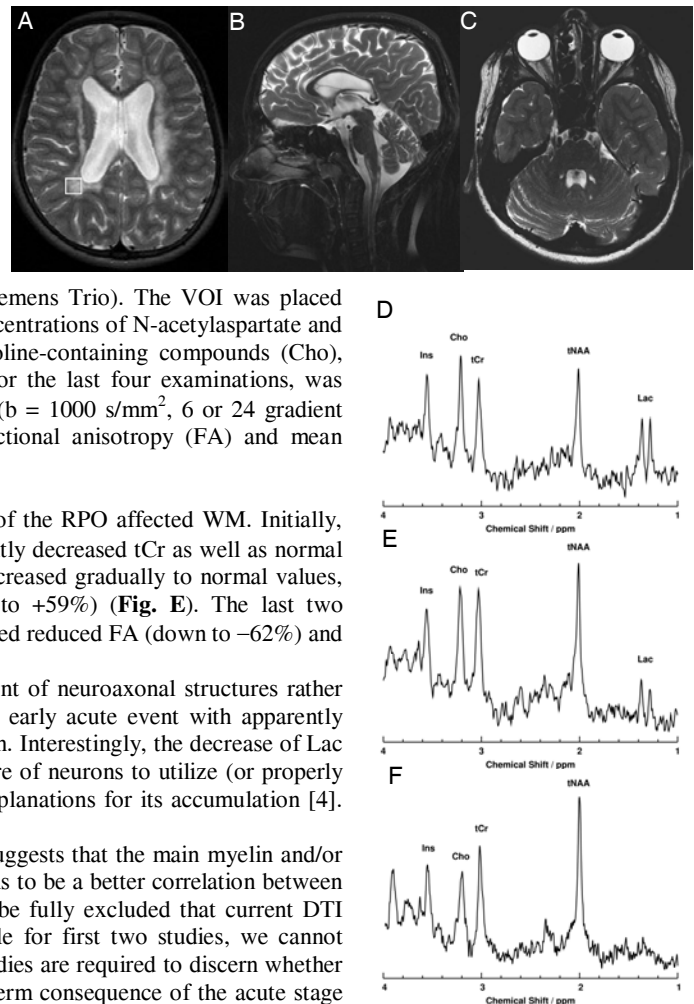 A
B
C
emens Trio). The VOI was placed
centrations of N-acetylaspartate and
oline-containing compounds (Cho),
or the last four examinations, was
(b = 1000 s/mm², 6 or 24 gradient
ctional anisotropy (FA) and mean
of the RPO affected WM. Initially,
tly decreased tCr as well as normal
creased gradually to normal values,
to +59%) (Fig. E). The last two
ed reduced FA (down to −62%) and
nt of neuroaxonal structures rather
early acute event with apparently
n. Interestingly, the decrease of Lac
re of neurons to utilize (or properly
xplanations for its accumulation [4].
uggests that the main myelin and/or
ns to be a better correlation between
be fully excluded that current DTI
le for first two studies, we cannot
dies are required to discern whether
erm consequence of the acute stage
D
Ins
Cho
tCr
tNAA
Lac
4 3 2 1
Chemical Shift / ppm
E
Ins
Cho
tCr
tNAA
Lac
4 3 2 1
Chemical Shift / ppm
F
Ins
Cho
tCr
tNAA
4 3 2 1
Chemical Shift / ppm